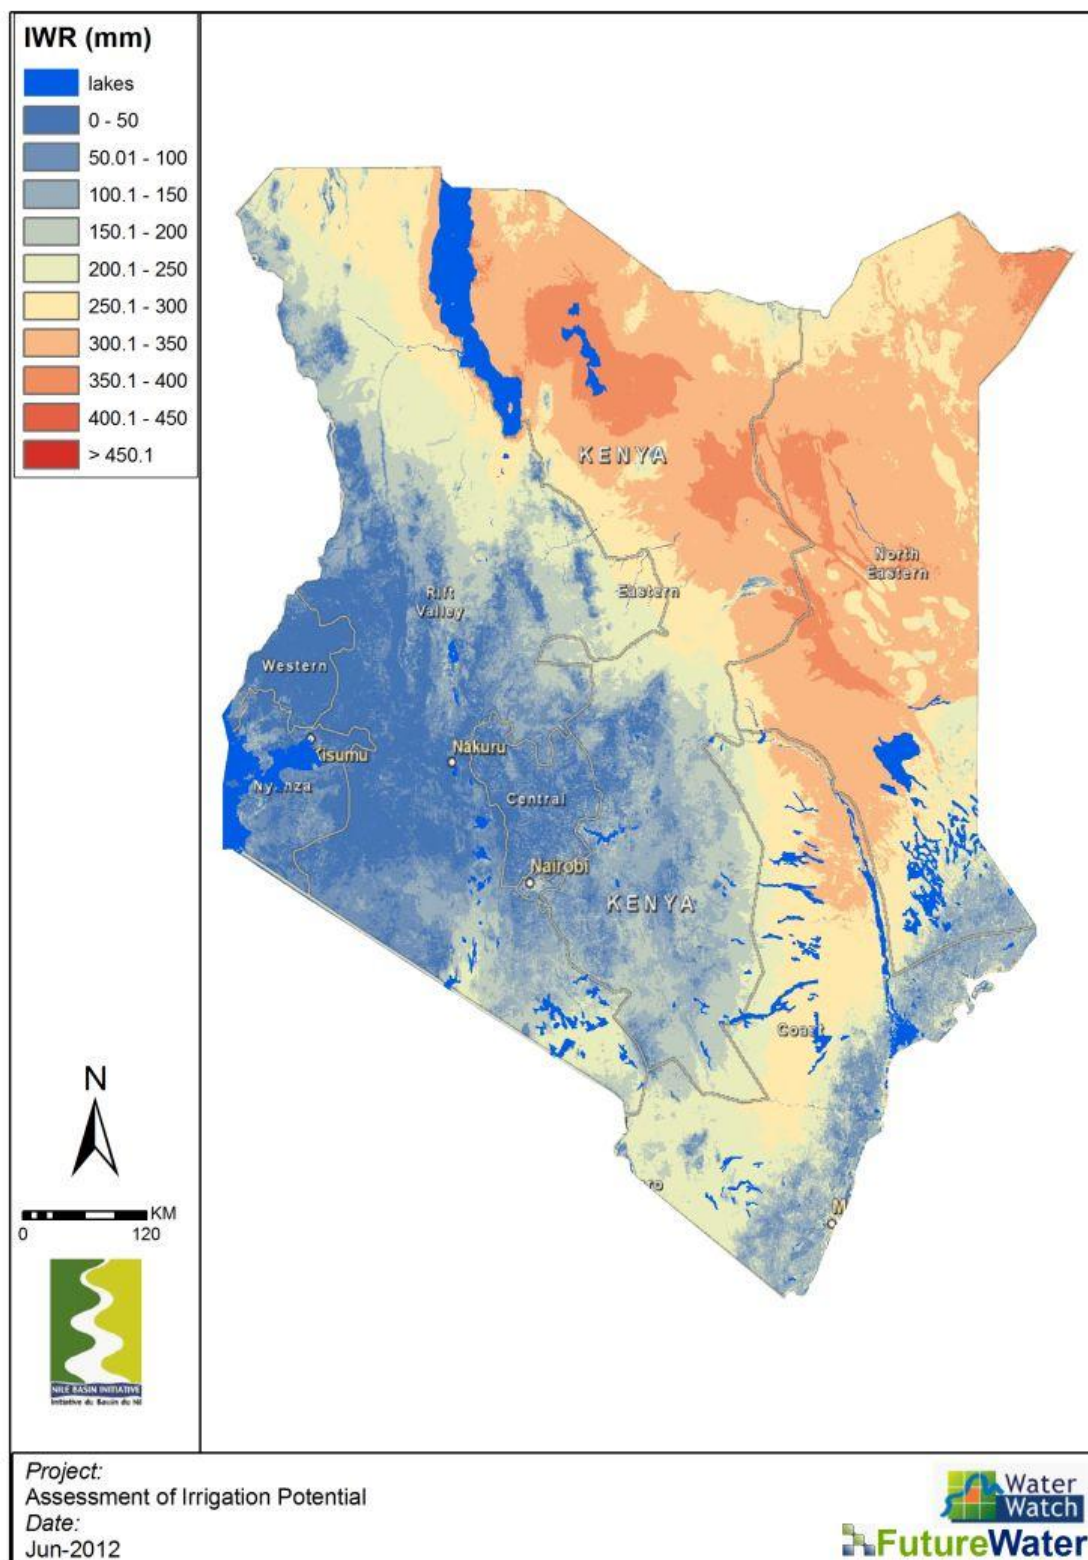 IWR (mm)
lakes
0 - 50
50.01 - 100
100.1 - 150
150.1 - 200
200.1 - 250
250.1 - 300
300.1 - 350
350.1 - 400
400.1 - 450
> 450.1
KENYA
North
Eastern
Rift
Valley
Eastern
Western
Kisumu
Nakuru
Central
Nairobi
KENYA
Coast
M
N
KM
0
120
NILE BASIN INITIATIVE
Initiative du Bassin du Nil
Project:
Assessment of Irrigation Potential
Date:
Jun-2012
Water
Watch
FutureWater